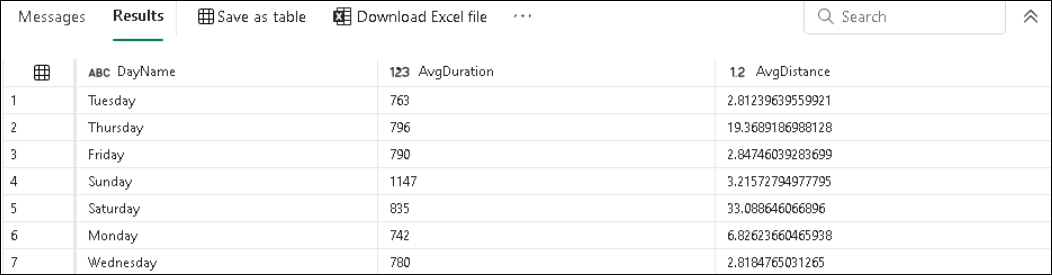 Messages Results Save as table Download Excel file ... Search
ABC DayName 123 AvgDuration 1.2 AvgDistance
1 Tuesday 763 2.81239639559921
2 Thursday 796 19.3689186988128
3 Friday 790 2.84746039283699
4 Sunday 1147 3.21572794977795
5 Saturday 835 33.088646066896
6 Monday 742 6.82623660465938
7 Wednesday 780 2.8184765031265